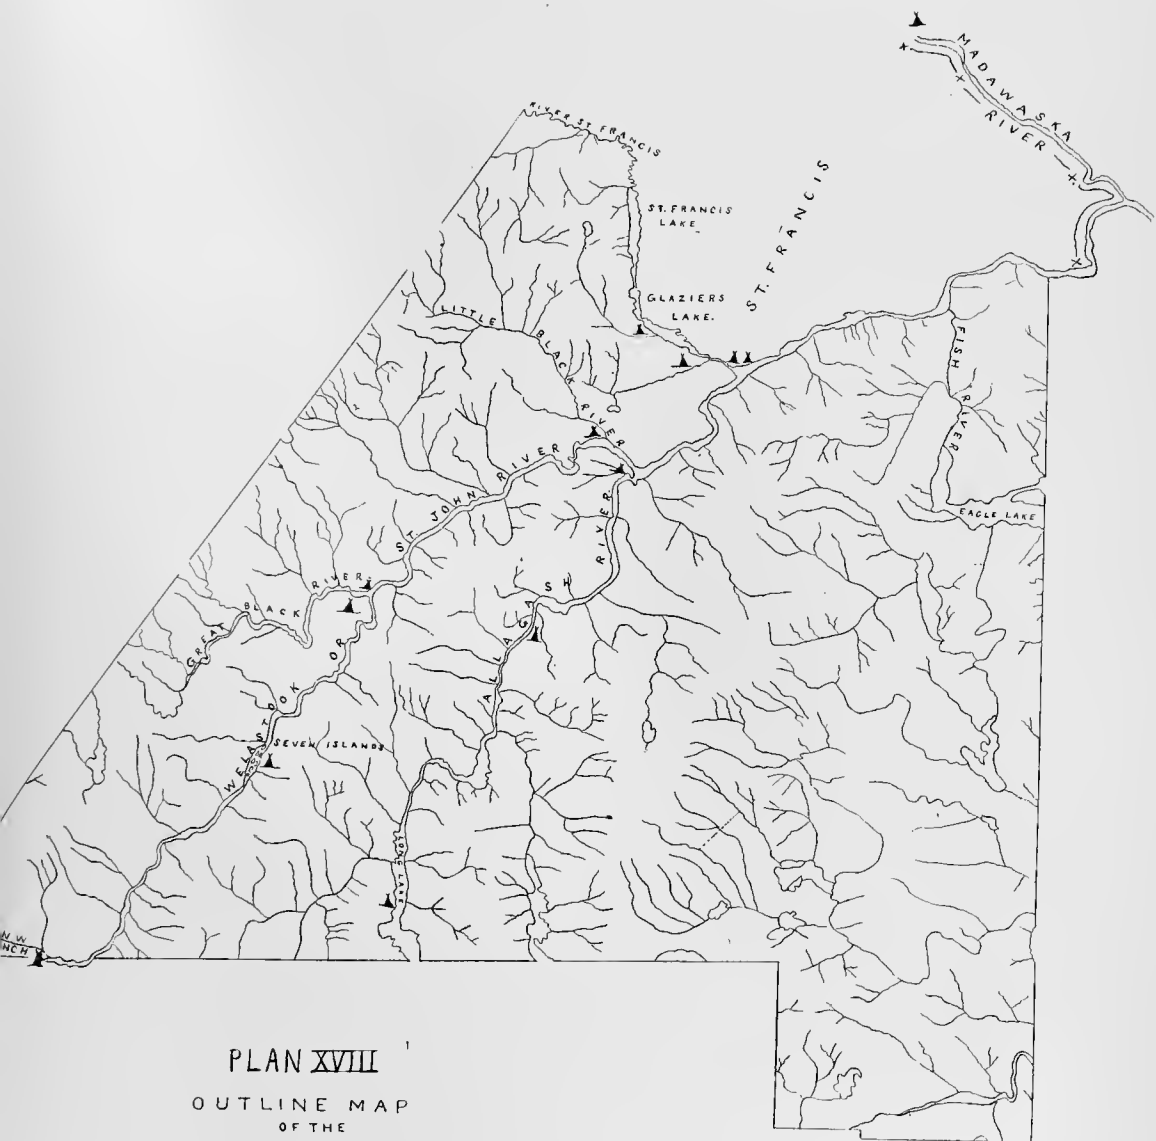 MADAWASKA
RIVER
RIVER ST. FRANCIS
ST. FRANCIS
LAKE
ST. FRANCIS
GLAZIERS
LAKE.
LITTLE BLACK RIVER
FISH RIVER
ST. JOHN RIVER
EAGLE LAKE
GREAT BLACK RIVER
ALLAGASH RIVER
WELASTOOK OR
SEVEN ISLANDS
LONG LAKE
N W
NCH
PLAN XVIII
OUTLINE MAP
OF THE